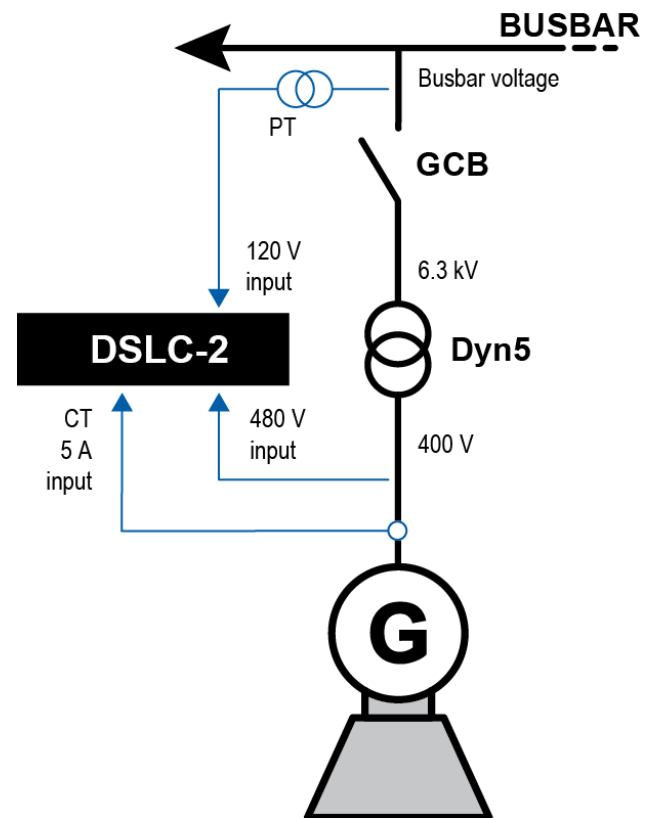 BUSBAR
Busbar voltage
PT
GCB
120 V
input
6.3 kV
DSLC-2
Dyn5
CT
5 A
input
480 V
input
400 V
G